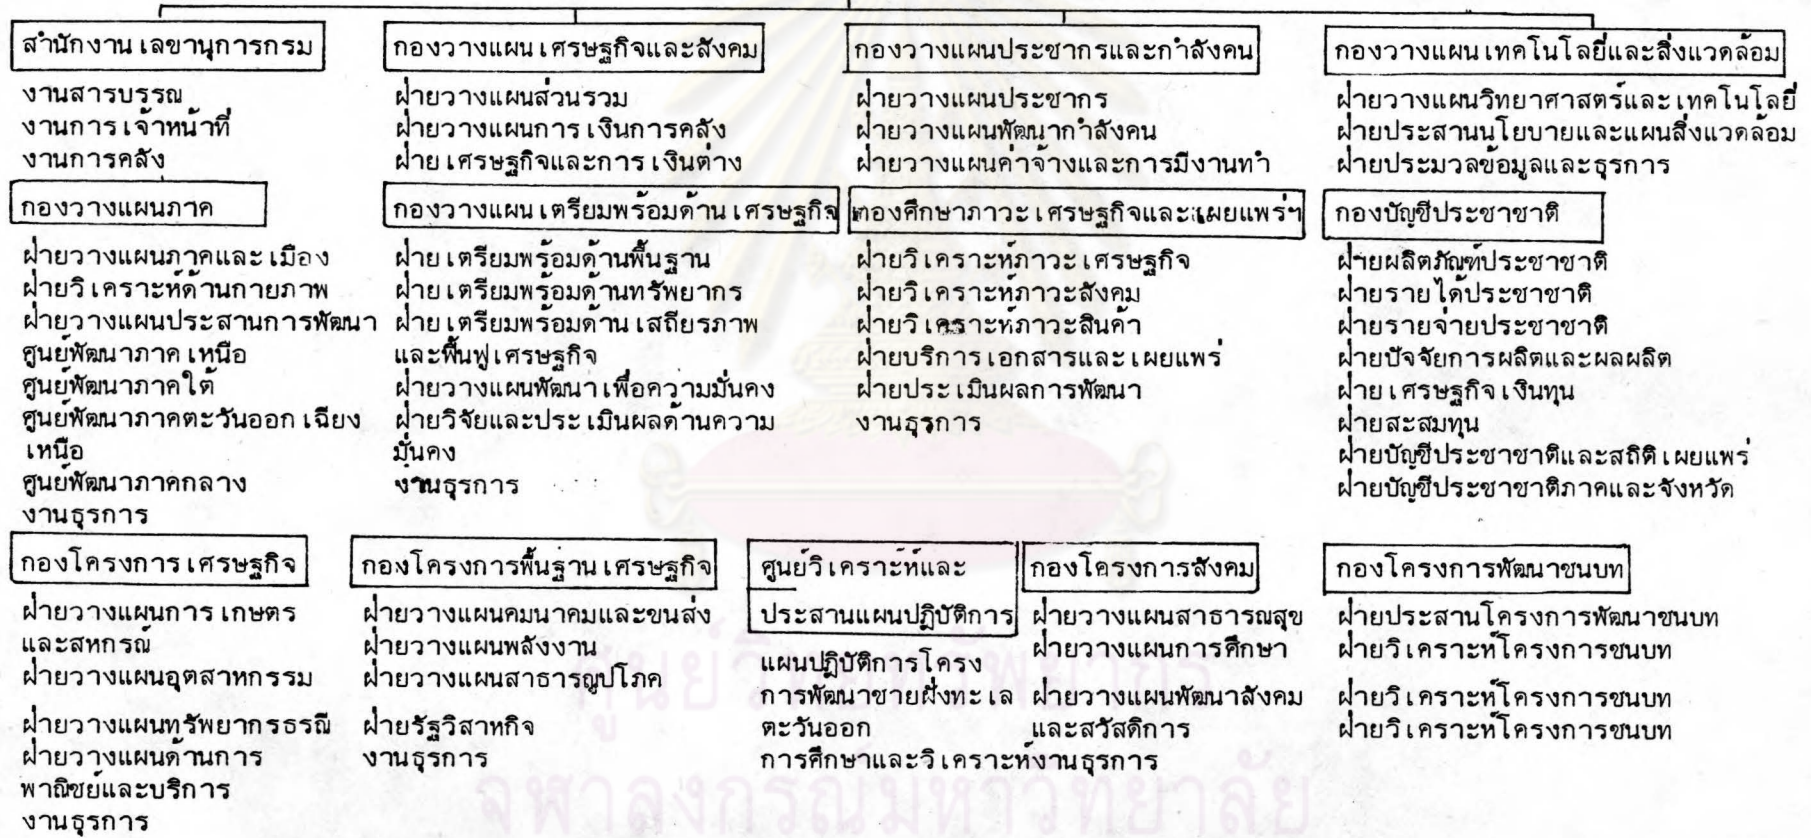 สำนักงานเลขานุการกรม
งานสารบรรณ
งานการเจ้าหน้าที่
งานการคลัง
กองวางแผนเศรษฐกิจและสังคม
ฝ่ายวางแผนส่วนรวม
ฝ่ายวางแผนการเงินการคลัง
ฝ่ายเศรษฐกิจและการเงินต่าง
กองวางแผนประชากรและกำลังคน
ฝ่ายวางแผนประชากร
ฝ่ายวางแผนพัฒนากำลังคน
ฝ่ายวางแผนค่าจ้างและการมีงานทำ
กองวางแผนเทคโนโลยี่และสิ่งแวดล้อม
ฝ่ายวางแผนวิทยาศาสตร์และเทคโนโลยี่
ฝ่ายประสานนโยบายและแผนสิ่งแวดล้อม
ฝ่ายประมวลข้อมูลและธุรการ
กองวางแผนภาค
ฝ่ายวางแผนภาคและเมือง
ฝ่ายวิเคราะห์ด้านกายภาพ
ฝ่ายวางแผนประสานการพัฒนา
ศูนย์พัฒนาภาคเหนือ
ศูนย์พัฒนาภาคใต้
ศูนย์พัฒนาภาคตะวันออกเฉียง
เหนือ
ศูนย์พัฒนาภาคกลาง
งานธุรการ
กองวางแผนเตรียมพร้อมด้านเศรษฐกิจ
ฝ่ายเตรียมพร้อมด้านพื้นฐาน
ฝ่ายเตรียมพร้อมด้านทรัพยากร
ฝ่ายเตรียมพร้อมด้านเสถียรภาพ
และพื้นฟูเศรษฐกิจ
ฝ่ายวางแผนพัฒนาเพื่อความมั่นคง
ฝ่ายวิจัยและประเมินผลด้านความ
มั่นคง
งานธุรการ
กองศึกษาภาวะเศรษฐกิจและเผยแพร่ฯ
ฝ่ายวิเคราะห์ภาวะเศรษฐกิจ
ฝ่ายวิเคราะห์ภาวะสังคม
ฝ่ายวิเคราะห์ภาวะสินค้า
ฝ่ายบริการเอกสารและเผยแพร่
ฝ่ายประเมินผลการพัฒนา
งานธุรการ
กองบัญชีประชาชาติ
ฝ่ายผลิตภัณฑ์ประชาชาติ
ฝ่ายรายได้ประชาชาติ
ฝ่ายรายจ่ายประชาชาติ
ฝ่ายปัจจัยการผลิตและผลผลิต
ฝ่ายเศรษฐกิจเงินทุน
ฝ่ายสะสมทุน
ฝ่ายบัญชีประชาชาติและสถิติเผยแพร่
ฝ่ายบัญชีประชาชาติภาคและจังหวัด
กองโครงการเศรษฐกิจ
ฝ่ายวางแผนการเกษตร
และสหกรณ์
ฝ่ายวางแผนอุตสาหกรรม
ฝ่ายวางแผนทรัพยากรธรณี
ฝ่ายวางแผนด้านการ
พาณิชย์และบริการ
งานธุรการ
กองโครงการพื้นฐานเศรษฐกิจ
ฝ่ายวางแผนคมนาคมและขนส่ง
ฝ่ายวางแผนพลังงาน
ฝ่ายวางแผนสาธารณูปโภค
ฝ่ายรัฐวิสาหกิจ
งานธุรการ
ศูนย์วิเคราะห์และ
ประสานแผนปฏิบัติการ
แผนปฏิบัติการโครง
การพัฒนาชายฝั่งทะเล
ตะวันออก
การศึกษาและวิเคราะห์
กองโครงการสังคม
ฝ่ายวางแผนสาธารณสุข
ฝ่ายวางแผนการศึกษา
ฝ่ายวางแผนพัฒนาสังคม
และสวัสดิการ
งานธุรการ
กองโครงการพัฒนาชนบท
ฝ่ายประสานโครงการพัฒนาชนบท
ฝ่ายวิเคราะห์โครงการชนบท
ฝ่ายวิเคราะห์โครงการชนบท
ฝ่ายวิเคราะห์โครงการชนบท
ศูนย์วิทยทรัพยากร
จุฬาลงกรณ์มหาวิทยาลัย